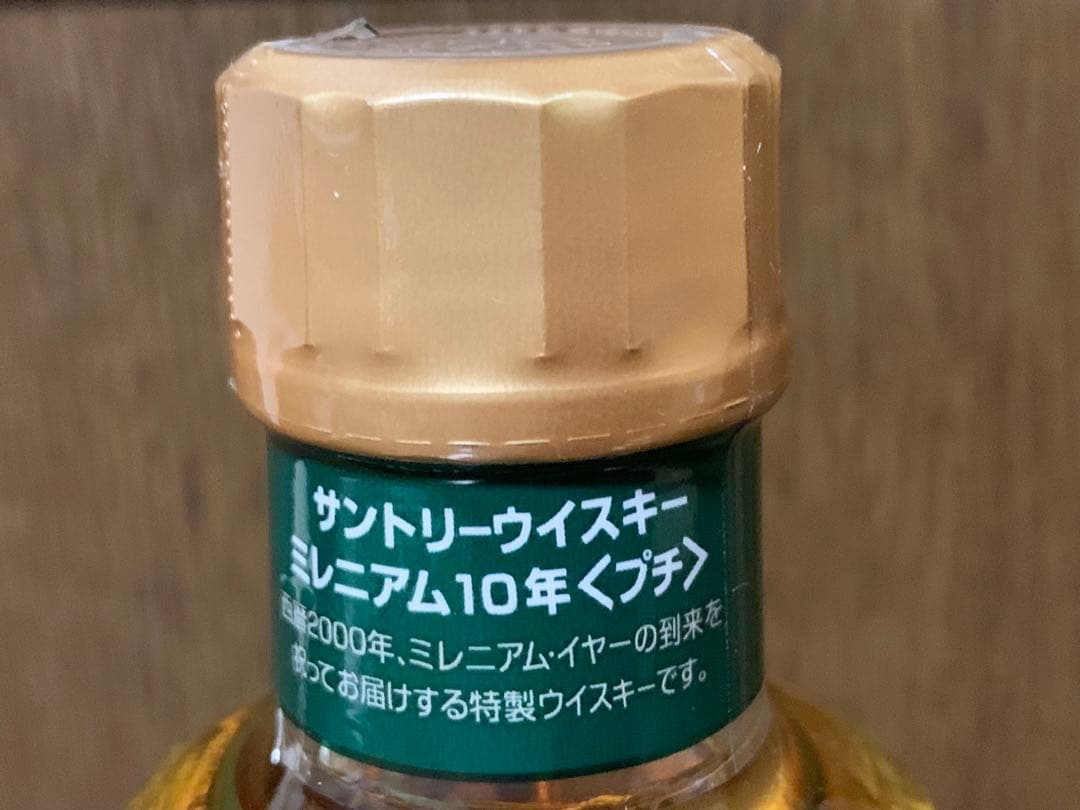 サントリーウイスキー
ミレニアム10年〈プチ〉
西暦2000年、ミレニアム・イヤーの到来を
祝ってお届けする特製ウイスキーです。